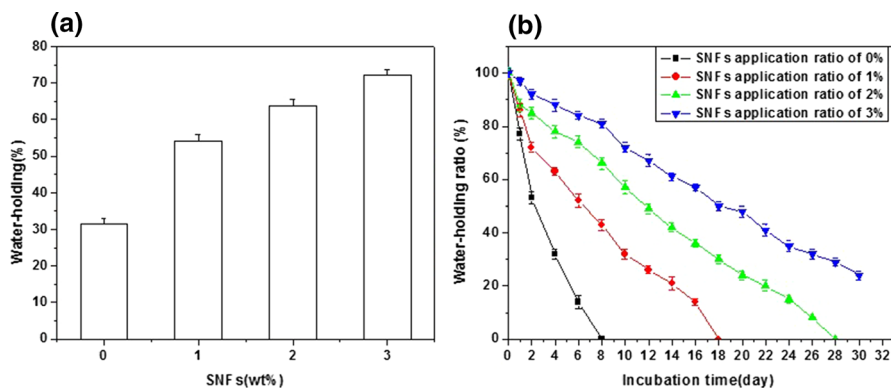 (a)
80
70
60
50
40
30
20
10
0
Water-holding(%)
0 1 2 3
SNFs(wt%)
(b)
SNFs application ratio of 0%
SNFs application ratio of 1%
SNFs application ratio of 2%
SNFs application ratio of 3%
100
80
60
40
20
0
Water-holding ratio (%)
0 2 4 6 8 10 12 14 16 18 20 22 24 26 28 30 32
Incubation time(day)